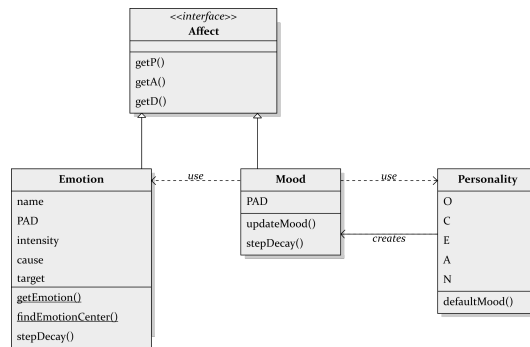 <<interface>>
Affect
getP()
getA()
getD()
Emotion
name
PAD
intensity
cause
target
getEmotion()
findEmotionCenter()
stepDecay()
use
Mood
PAD
updateMood()
stepDecay()
use
creates
Personality
O
C
E
A
N
defaultMood()